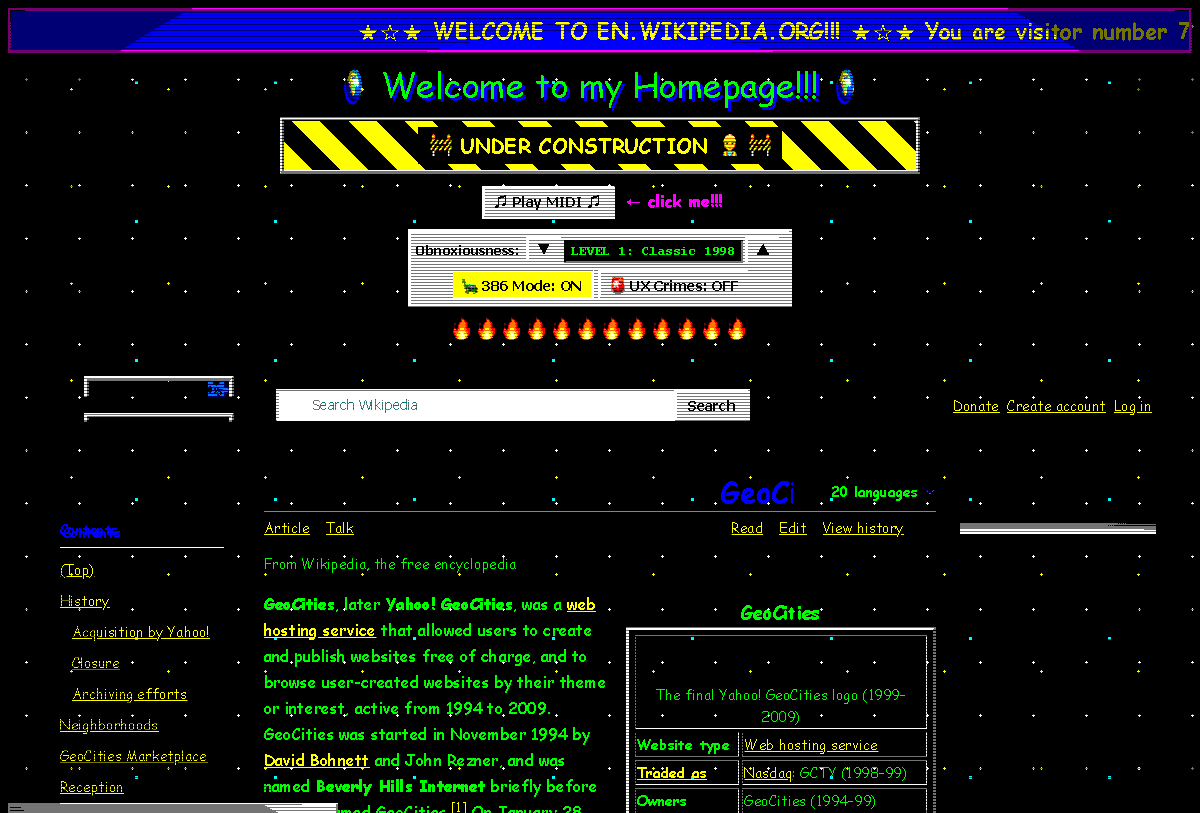 ★☆★ WELCOME TO EN.WIKIPEDIA.ORG!!! ★☆★ You are visitor number 7
Welcome to my Homepage!!!
UNDER CONSTRUCTION
♫ Play MIDI ♫ ← click me!!!
Obnoxiousness: ▼ LEVEL 1: Classic 1998 ▲
386 Mode: ON UX Crimes: OFF
Search Wikipedia Search
Donate Create account Log in
GeoCi 20 languages
Contents
(Top)
History
Acquisition by Yahoo!
Closure
Archiving efforts
Neighborhoods
GeoCities Marketplace
Reception
Article Talk Read Edit View history
From Wikipedia, the free encyclopedia
GeoCities, later Yahoo! GeoCities, was a web
hosting service that allowed users to create
and publish websites free of charge, and to
browse user-created websites by their theme
or interest, active from 1994 to 2009.
GeoCities was started in November 1994 by
David Bohnett and John Rezner, and was
named Beverly Hills Internet briefly before
GeoCities.[1] On January 28,
GeoCities
The final Yahoo! GeoCities logo (1999–
2009)
Website type Web hosting service
Traded as Nasdaq: GCTY (1998–99)
Owners GeoCities (1994–99)